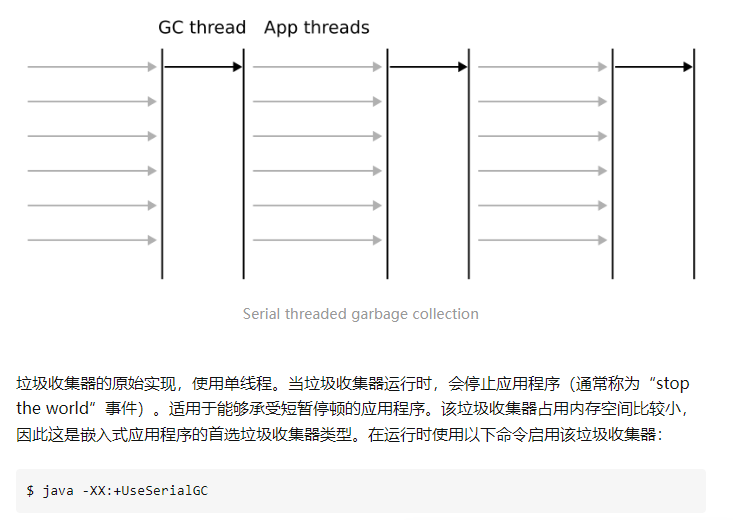 GC thread App threads
Serial threaded garbage collection
垃圾收集器的原始实现，使用单线程。当垃圾收集器运行时，会停止应用程序（通常称为“stop
the world”事件）。适用于能够承受短暂停顿的应用程序。该垃圾收集器占用内存空间比较小，
因此这是嵌入式应用程序的首选垃圾收集器类型。在运行时使用以下命令启用该垃圾收集器：
$ java -XX:+UseSerialGC